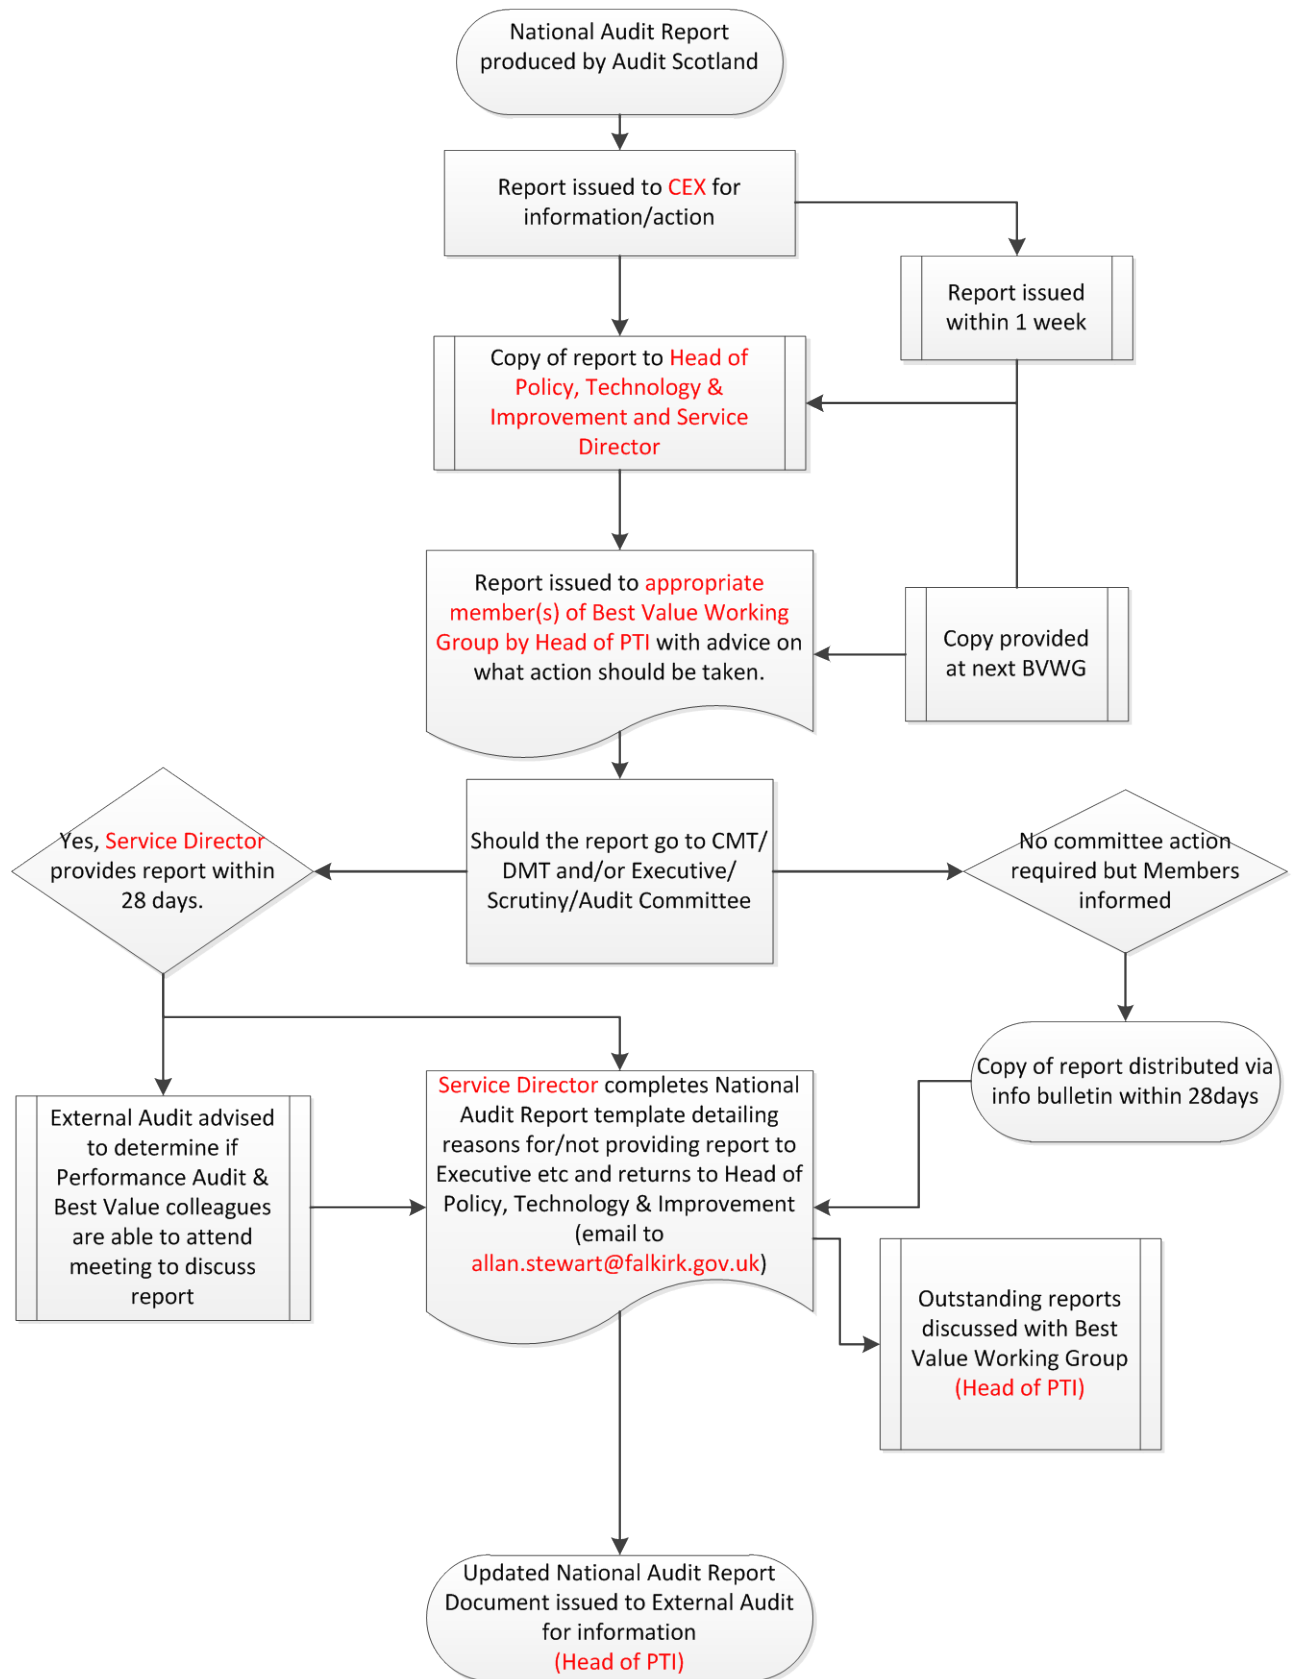 National Audit Report
produced by Audit Scotland
Report issued to CEX for
information/action
Report issued
within 1 week
Copy of report to Head of
Policy, Technology &
Improvement and Service
Director
Report issued to appropriate
member(s) of Best Value Working
Group by Head of PTI with advice on
what action should be taken.
Copy provided
at next BVWG
Yes, Service Director
provides report within
28 days.
Should the report go to CMT/
DMT and/or Executive/
Scrutiny/Audit Committee
No committee action
required but Members
informed
Copy of report distributed via
info bulletin within 28days
External Audit advised
to determine if
Performance Audit &
Best Value colleagues
are able to attend
meeting to discuss
report
Service Director completes National
Audit Report template detailing
reasons for/not providing report to
Executive etc and returns to Head of
Policy, Technology & Improvement
(email to
allan.stewart@falkirk.gov.uk)
Outstanding reports
discussed with Best
Value Working Group
(Head of PTI)
Updated National Audit Report
Document issued to External Audit
for information
(Head of PTI)